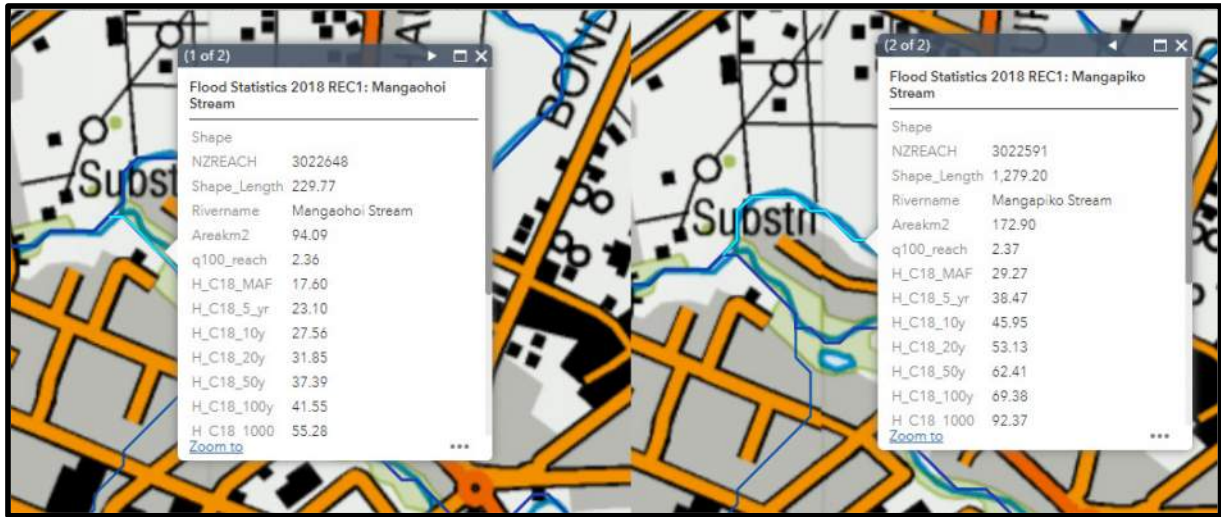 (1 of 2)
Flood Statistics 2018 REC1: Mangaohoi
Stream
Shape
NZREACH 3022648
Shape_Length 229.77
Rivername Mangaohoi Stream
Areakm2 94.09
q100_reach 2.36
H_C18_MAF 17.60
H_C18_5_yr 23.10
H_C18_10y 27.56
H_C18_20y 31.85
H_C18_50y 37.39
H_C18_100y 41.55
H_C18_1000 55.28
Zoom to
Subst
BOND
(2 of 2)
Flood Statistics 2018 REC1: Mangapiko
Stream
Shape
NZREACH 3022591
Shape_Length 1,279.20
Rivername Mangapiko Stream
Areakm2 172.90
q100_reach 2.37
H_C18_MAF 29.27
H_C18_5_yr 38.47
H_C18_10y 45.95
H_C18_20y 53.13
H_C18_50y 62.41
H_C18_100y 69.38
H_C18_1000 92.37
Zoom to
Substn